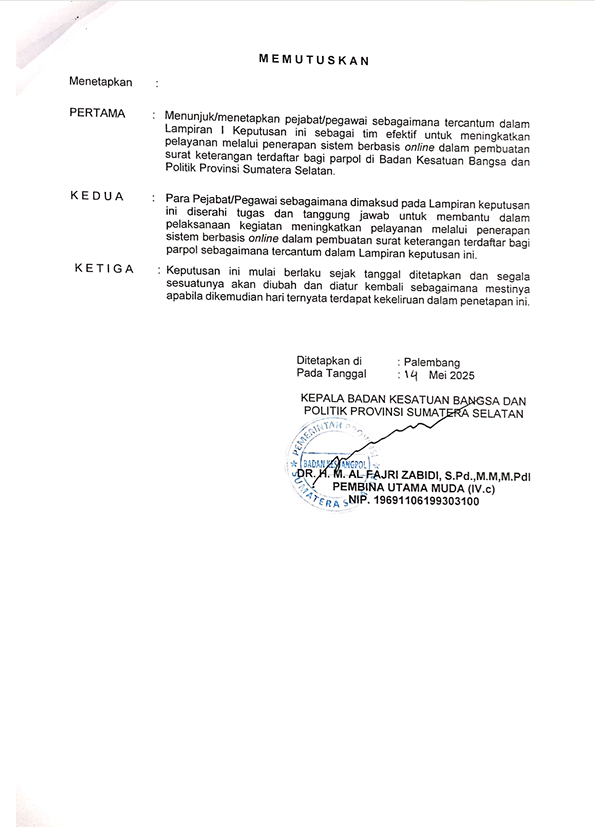 M E M U T U S K A N
Menetapkan :
PERTAMA : Menunjuk/menetapkan pejabat/pegawai sebagaimana tercantum dalam
Lampiran I Keputusan ini sebagai tim efektif untuk meningkatkan
pelayanan melalui penerapan sistem berbasis online dalam pembuatan
surat keterangan terdaftar bagi parpol di Badan Kesatuan Bangsa dan
Politik Provinsi Sumatera Selatan.
K E D U A : Para Pejabat/Pegawai sebagaimana dimaksud pada Lampiran keputusan
ini diserahi tugas dan tanggung jawab untuk membantu dalam
pelaksanaan kegiatan meningkatkan pelayanan melalui penerapan
sistem berbasis online dalam pembuatan surat keterangan terdaftar bagi
parpol sebagaimana tercantum dalam Lampiran keputusan ini.
K E T I G A : Keputusan ini mulai berlaku sejak tanggal ditetapkan dan segala
sesuatunya akan diubah dan diatur kembali sebagaimana mestinya
apabila dikemudian hari ternyata terdapat kekeliruan dalam penetapan ini.
Ditetapkan di : Palembang
Pada Tanggal : 14 Mei 2025
KEPALA BADAN KESATUAN BANGSA DAN
POLITIK PROVINSI SUMATERA SELATAN
PEMERINTAH
BADAN KESBANGPOL
SUMATERA
DR. H. M. AL FAJRI ZABIDI, S.Pd.,M.M,M.PdI
PEMBINA UTAMA MUDA (IV.c)
NIP. 19691106199303100